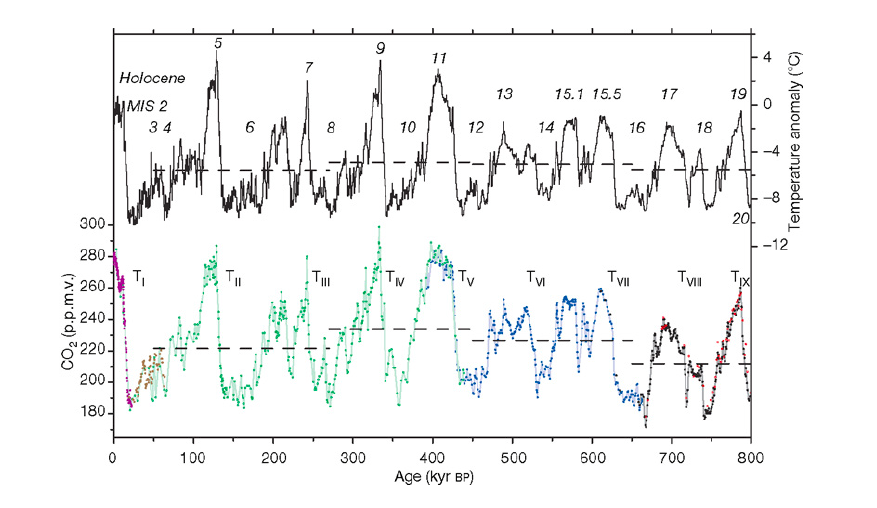 5
9
7
11
4
Holocene
0
MIS 2
13
15.1 15.5
17
19
3 4
6
8
10
12
14
16
18
−4
−8
20
−12
Temperature anomaly (°C)
300
280
260
240
220
200
180
CO2 (p.p.m.v.)
TI
TII
TIII
TIV
TV
TVI
TVII
TVIII
TIX
0 100 200 300 400 500 600 700 800
Age (kyr BP)